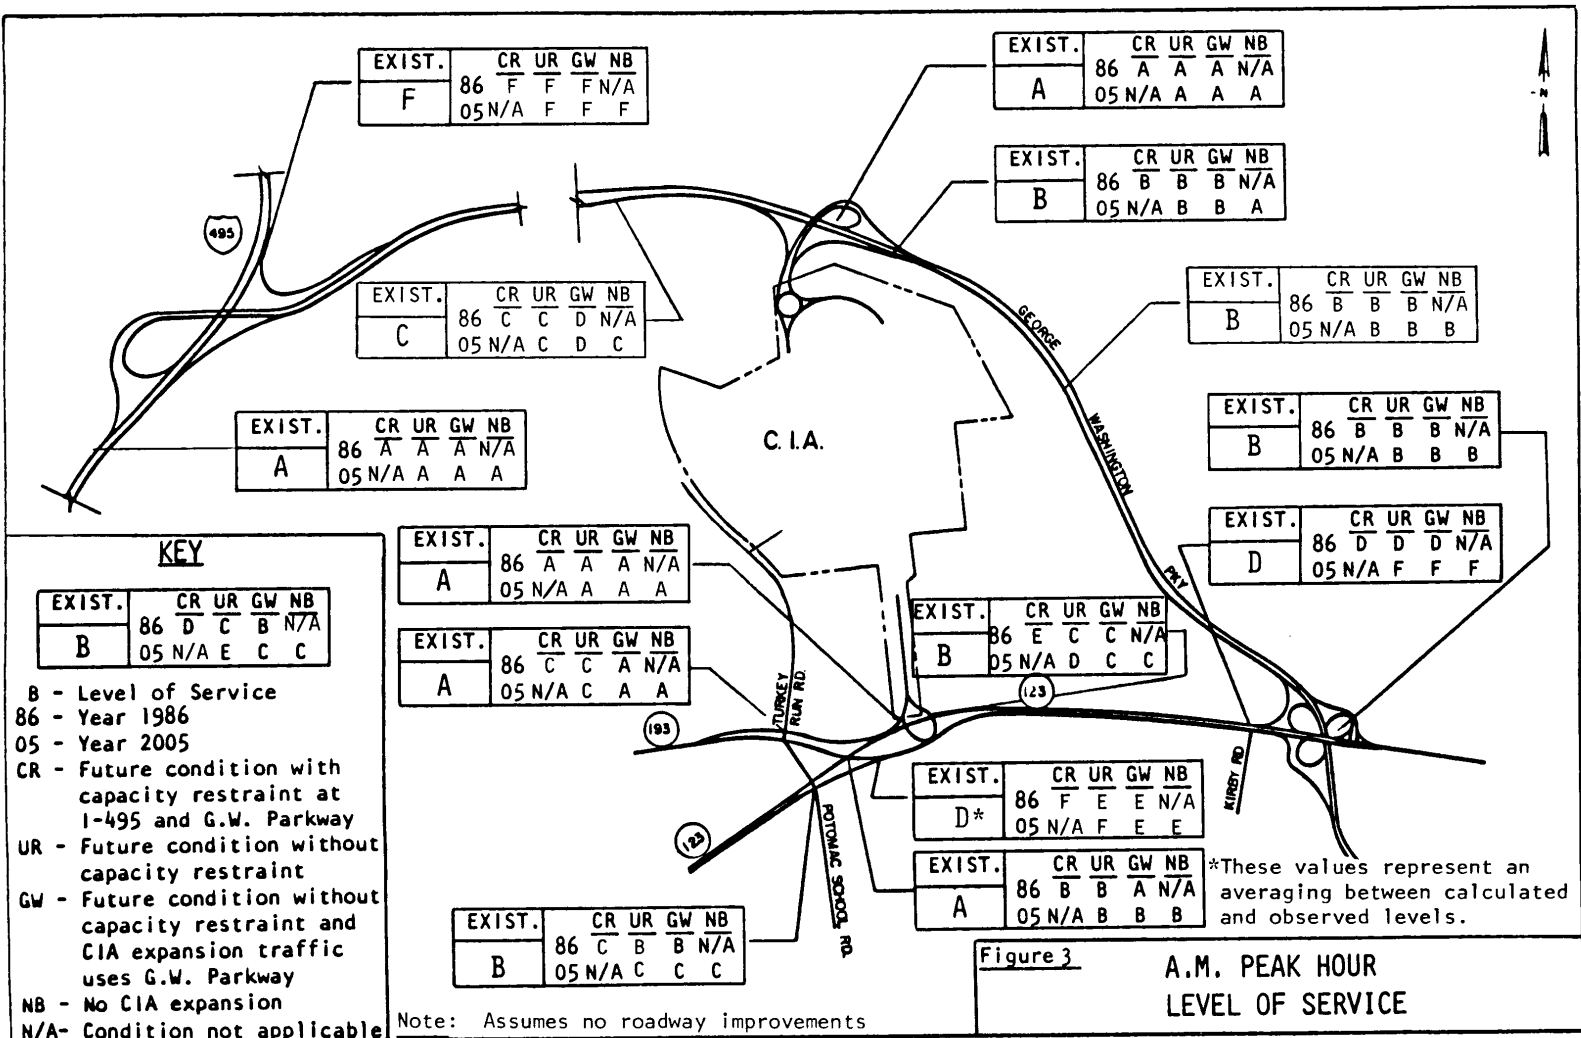 EXIST. CR UR GW NB
F 86 F F F N/A
05 N/A F F F
EXIST. CR UR GW NB
A 86 A A A N/A
05 N/A A A A
EXIST. CR UR GW NB
B 86 B B B N/A
05 N/A B B A
N
495
EXIST. CR UR GW NB
C 86 C C D N/A
05 N/A C D C
EXIST. CR UR GW NB
B 86 B B B N/A
05 N/A B B B
GEORGE
WASHINGTON
PKY
EXIST. CR UR GW NB
A 86 A A A N/A
05 N/A A A A
C.I.A.
EXIST. CR UR GW NB
B 86 B B B N/A
05 N/A B B B
EXIST. CR UR GW NB
D 86 D D D N/A
05 N/A F F F
EXIST. CR UR GW NB
A 86 A A A N/A
05 N/A A A A
EXIST. CR UR GW NB
A 86 C C A N/A
05 N/A C A A
EXIST. CR UR GW NB
B 86 E C C N/A
05 N/A D C C
TURKEY
RUN RD.
193
123
123
KIRBY RD
POTOMAC SCHOOL RD.
EXIST. CR UR GW NB
D* 86 F E E N/A
05 N/A F E E
EXIST. CR UR GW NB
A 86 B B A N/A
05 N/A B B B
EXIST. CR UR GW NB
B 86 C B B N/A
05 N/A C C C
*These values represent an
averaging between calculated
and observed levels.
KEY
EXIST. CR UR GW NB
B 86 D C B N/A
05 N/A E C C
B - Level of Service
86 - Year 1986
05 - Year 2005
CR - Future condition with
capacity restraint at
I-495 and G.W. Parkway
UR - Future condition without
capacity restraint
GW - Future condition without
capacity restraint and
CIA expansion traffic
uses G.W. Parkway
NB - No CIA expansion
N/A- Condition not applicable
Note: Assumes no roadway improvements
Figure 3
A.M. PEAK HOUR
LEVEL OF SERVICE